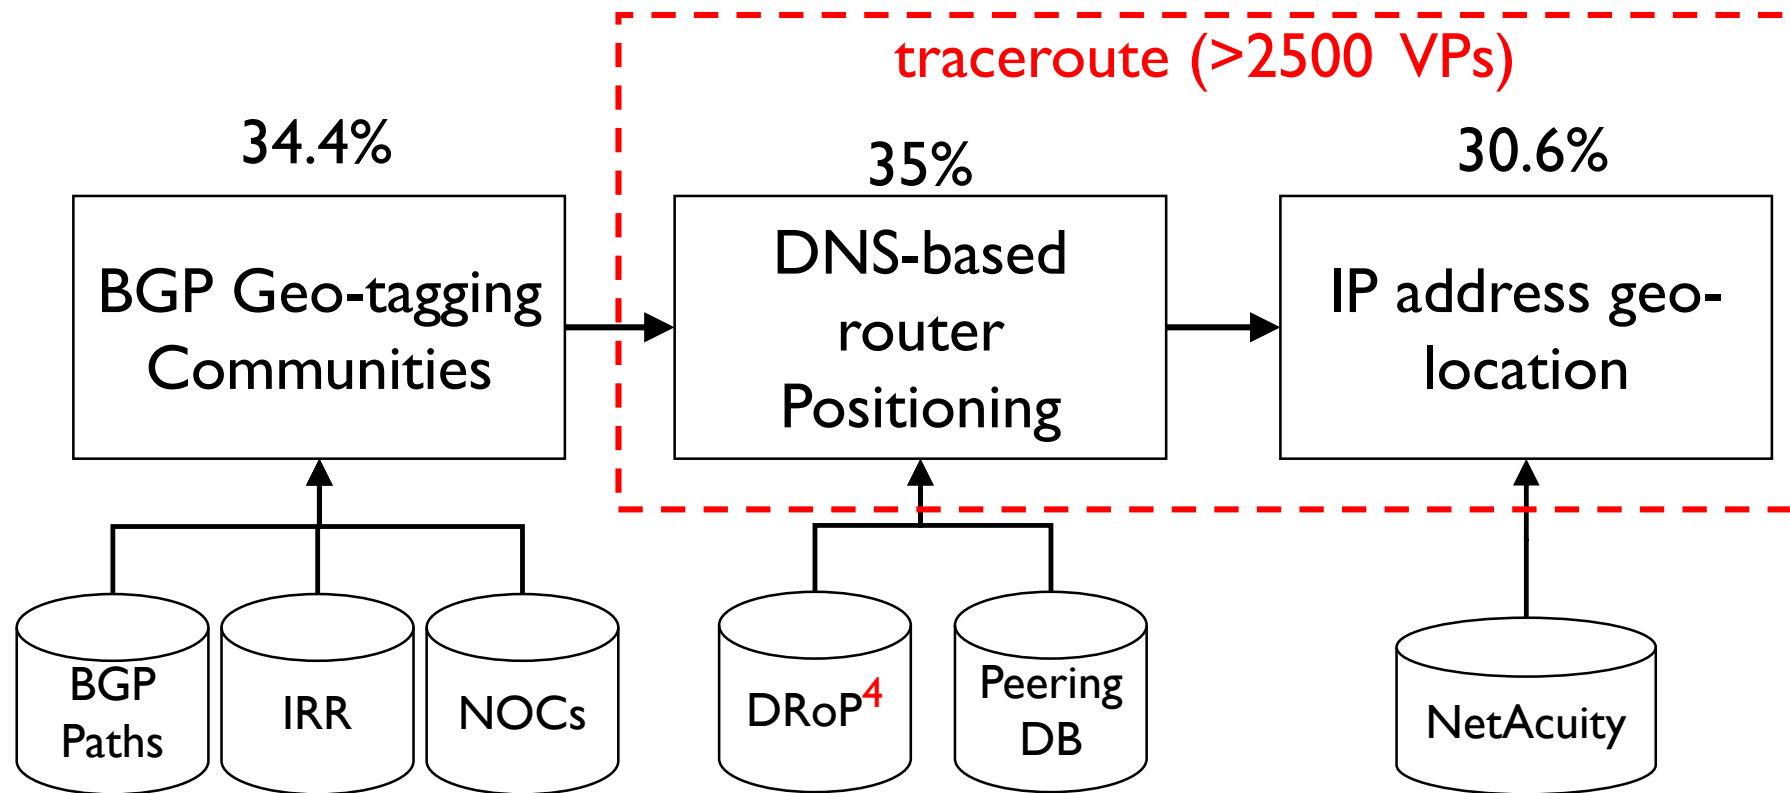 traceroute (>2500 VPs)
34.4%
35%
30.6%
BGP Geo-tagging
Communities
DNS-based
router
Positioning
IP address geo-
location
BGP
Paths
IRR
NOCs
DRoP4
Peering
DB
NetAcuity